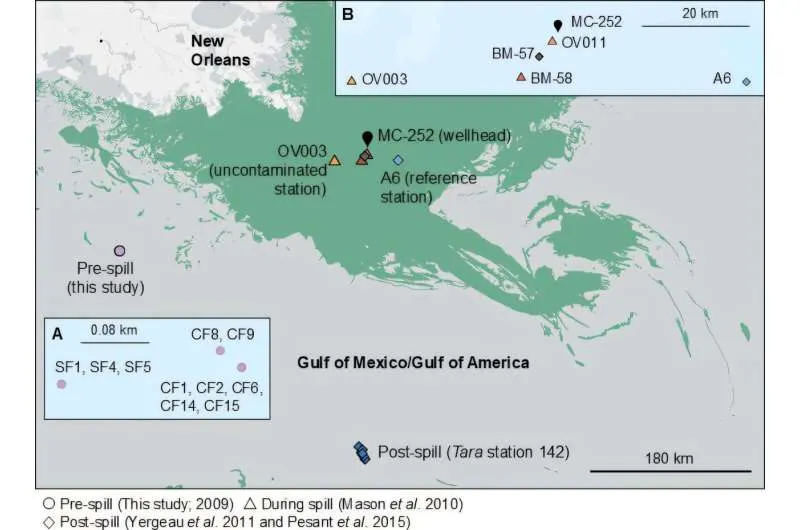 New
Orleans
B
20 km
MC-252
OV011
BM-57
OV003
BM-58
A6
MC-252 (wellhead)
OV003
(uncontaminated
station)
A6 (reference
station)
Pre-spill
(this study)
A
0.08 km
CF8, CF9
SF1, SF4, SF5
CF1, CF2, CF6,
CF14, CF15
Gulf of Mexico/Gulf of America
Post-spill (Tara station 142)
180 km
Pre-spill (This study; 2009) During spill (Mason et al. 2010)
Post-spill (Yergeau et al. 2011 and Pesant et al. 2015)